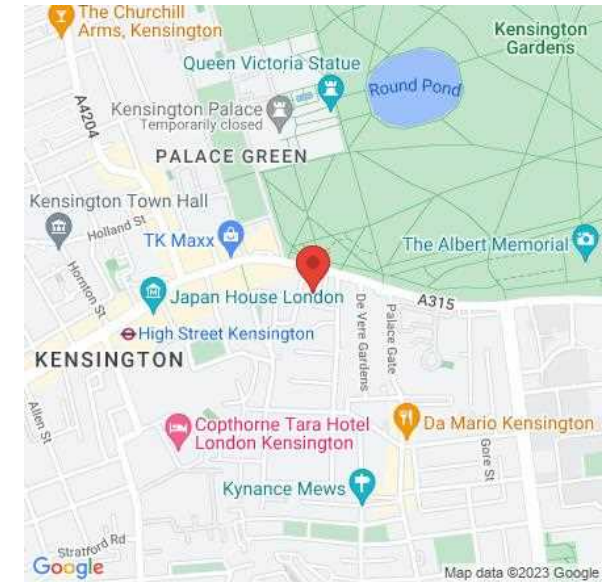 The Churchill
Arms, Kensington
Kensington
Gardens
Queen Victoria Statue
Round Pond
A4204
Kensington Palace
Temporarily closed
PALACE GREEN
Kensington Town Hall
Holland St
TK Maxx
The Albert Memorial
Hornton St
Japan House London
A315
De Vere Gardens
Palace Gate
High Street Kensington
KENSINGTON
Allen St
Copthorne Tara Hotel
London Kensington
Da Mario Kensington
Gore St
Kynance Mews
Stratford Rd
Google
Map data ©2023 Google